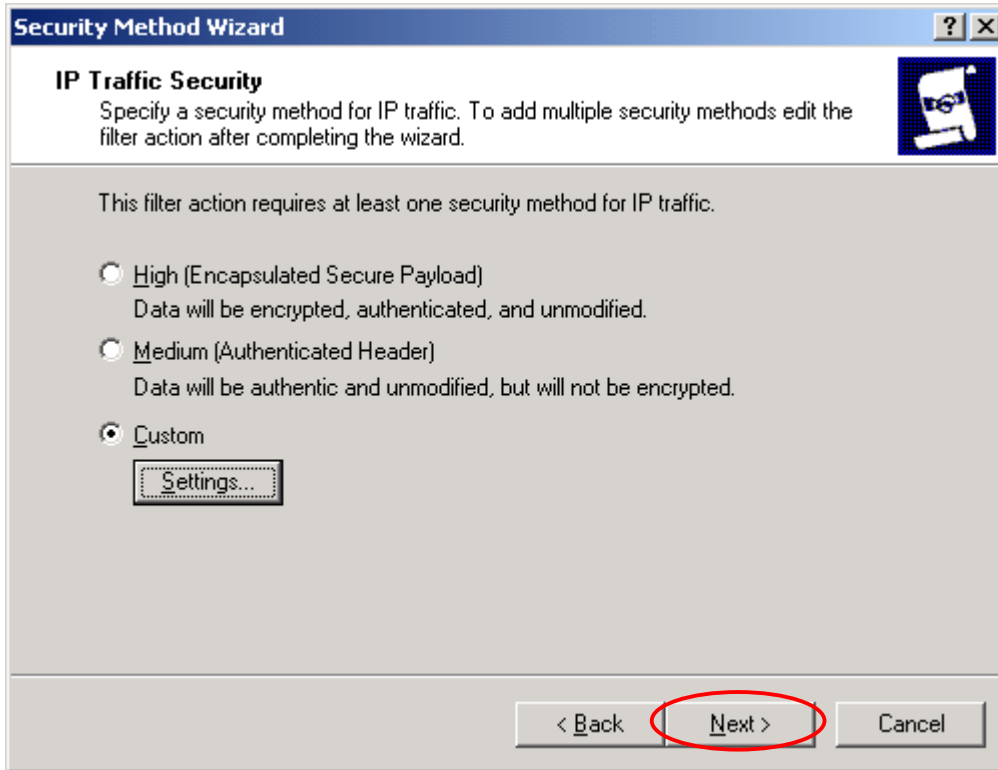 Security Method Wizard
IP Traffic Security
Specify a security method for IP traffic. To add multiple security methods edit the
filter action after completing the wizard.
This filter action requires at least one security method for IP traffic.
High (Encapsulated Secure Payload)
Data will be encrypted, authenticated, and unmodified.
Medium (Authenticated Header)
Data will be authentic and unmodified, but will not be encrypted.
Custom
Settings...
< Back Next > Cancel